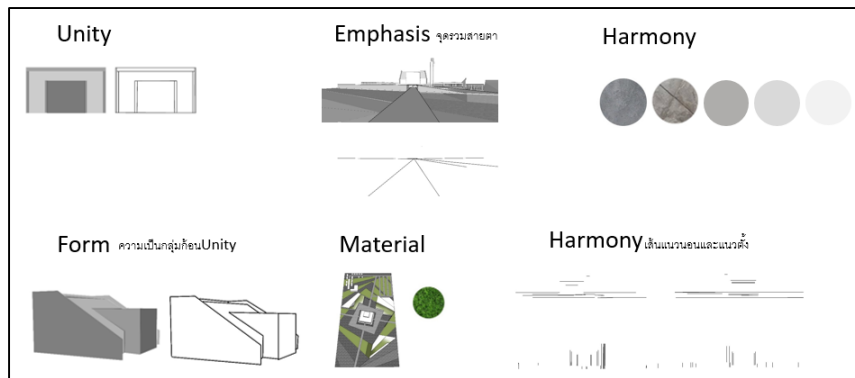 Unity
Emphasis จุดรวมสายตา
Harmony
Form ความเป็นกลุ่มก้อนUnity
Material
Harmonyเส้นแนวนอนและแนวตั้ง